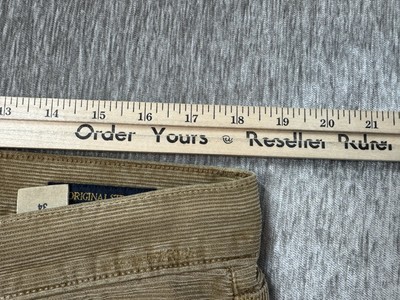 13 14 15 16 17 18 19 20 21
Order Yours @ Reseller Ruler
ORIGINAL
34